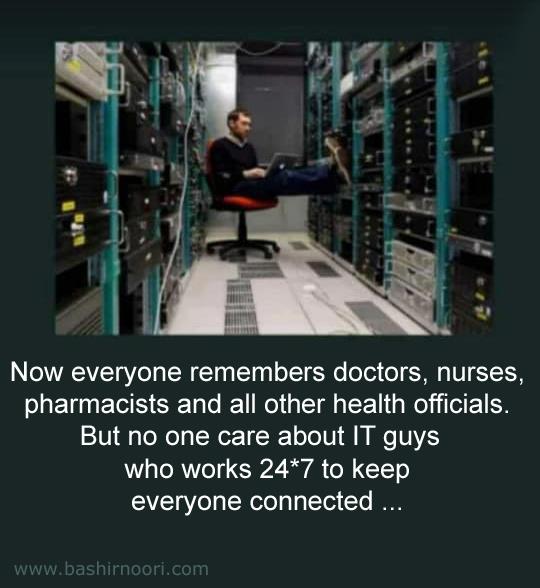 Now everyone remembers doctors, nurses,
pharmacists and all other health officials.
But no one care about IT guys
who works 24*7 to keep
everyone connected ...
www.bashirnoori.com